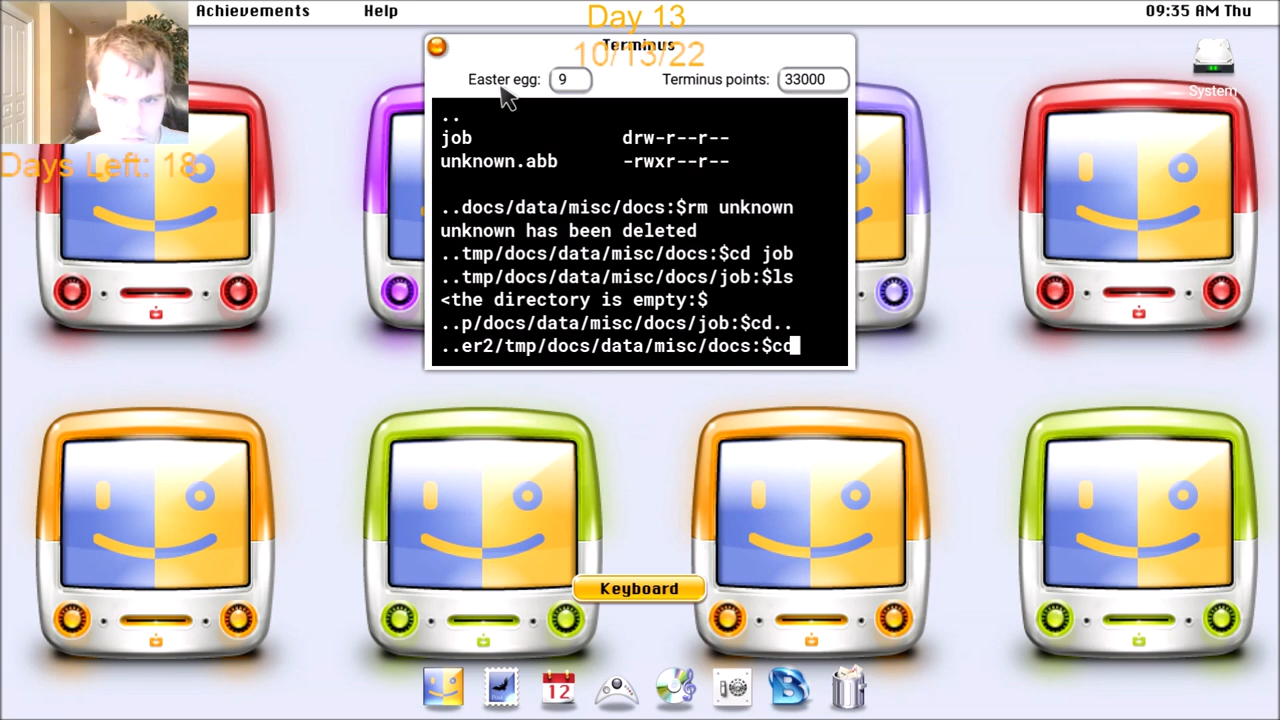 Achievements
Help
Day 13
09:35 AM Thu
Terminus
10/13/22
Easter egg: 9
Terminus points: 33000
System
Days Left: 18
..
job drw-r--r--
unknown.abb -rwxr--r--
..docs/data/misc/docs:$rm unknown
unknown has been deleted
..tmp/docs/data/misc/docs:$cd job
..tmp/docs/data/misc/docs/job:$ls
<the directory is empty:$
..p/docs/data/misc/docs/job:$cd..
..er2/tmp/docs/data/misc/docs:$cd
Keyboard
12